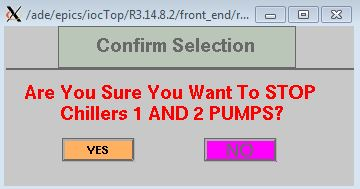 /ade/epics/iocTop/R3.14.8.2/front_end/r...
Confirm Selection
Are You Sure You Want To STOP
Chillers 1 AND 2 PUMPS?
YES NO